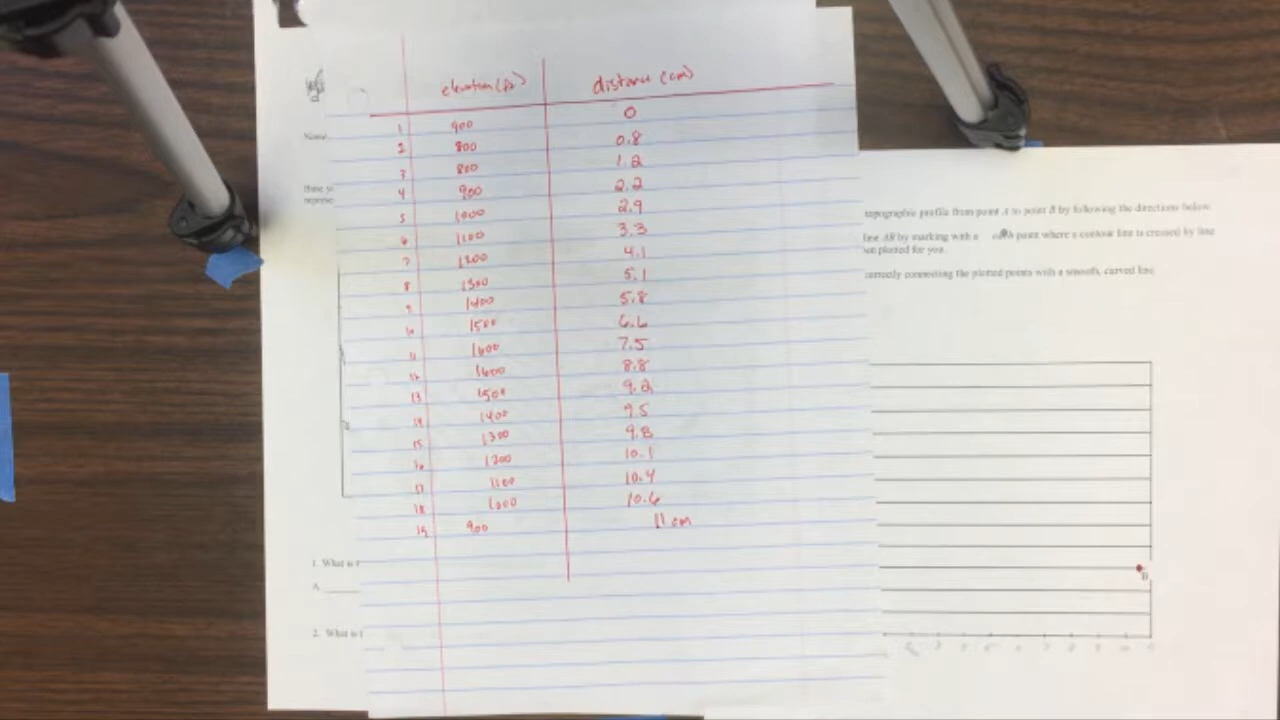 elevation (ft) distance (cm)
1 900 0
2 800 0.8
3 800 1.2
4 900 2.2
5 1000 2.9
6 1100 3.3
7 1200 4.1
8 1300 5.1
9 1400 5.8
10 1500 6.6
11 1600 7.5
12 1600 8.8
13 1500 9.2
14 1400 9.5
15 1300 9.8
16 1200 10.1
17 1100 10.4
18 1000 10.6
19 900 11 cm
Name
topographic profile from point A to point B by following the directions below.
line AB by marking with a each point where a contour line is crossed by line
plotted for you.
correctly connecting the plotted points with a smooth, curved line
B
1. What is
A.
2. What is